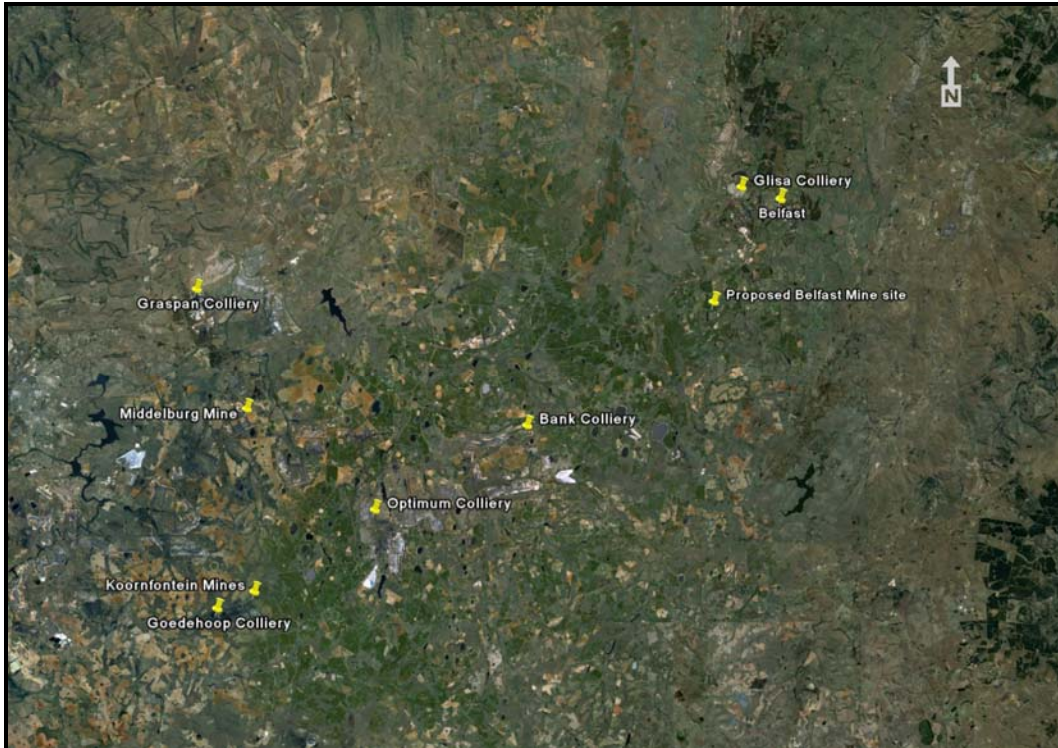 N
Glisa Colliery
Belfast
Graspan Colliery
Proposed Belfast Mine site
Middelburg Mine
Bank Colliery
Optimum Colliery
Koornfontein Mines
Goedehoop Colliery